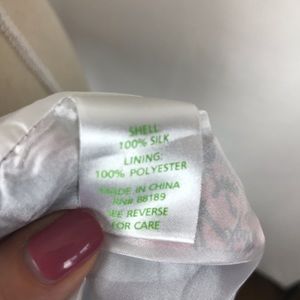 SHELL
100% SILK
LINING:
100% POLYESTER
MADE IN CHINA
RN# 88189
SEE REVERSE
FOR CARE